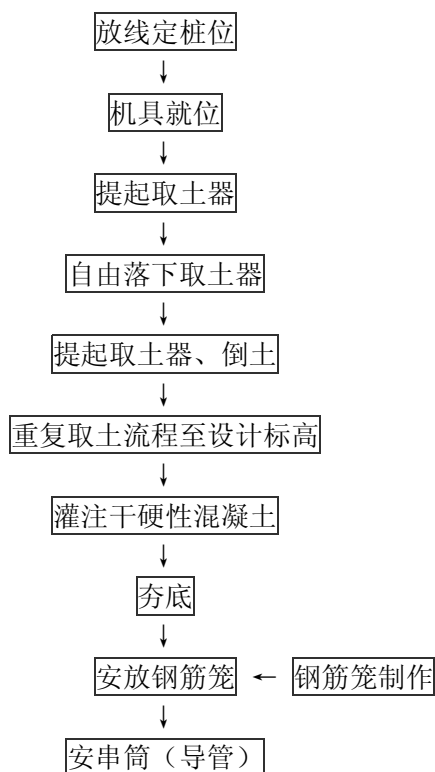 放线定桩位
机具就位
提起取土器
自由落下取土器
提起取土器、倒土
重复取土流程至设计标高
灌注干硬性混凝土
夯底
安放钢筋笼
钢筋笼制作
安串筒（导管）